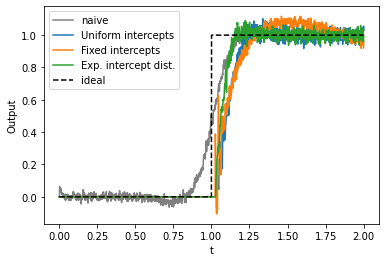 naive
Uniform intercepts
Fixed intercepts
Exp. intercept dist.
ideal
Output
1.0
0.8
0.6
0.4
0.2
0.0
0.00 0.25 0.50 0.75 1.00 1.25 1.50 1.75 2.00
t